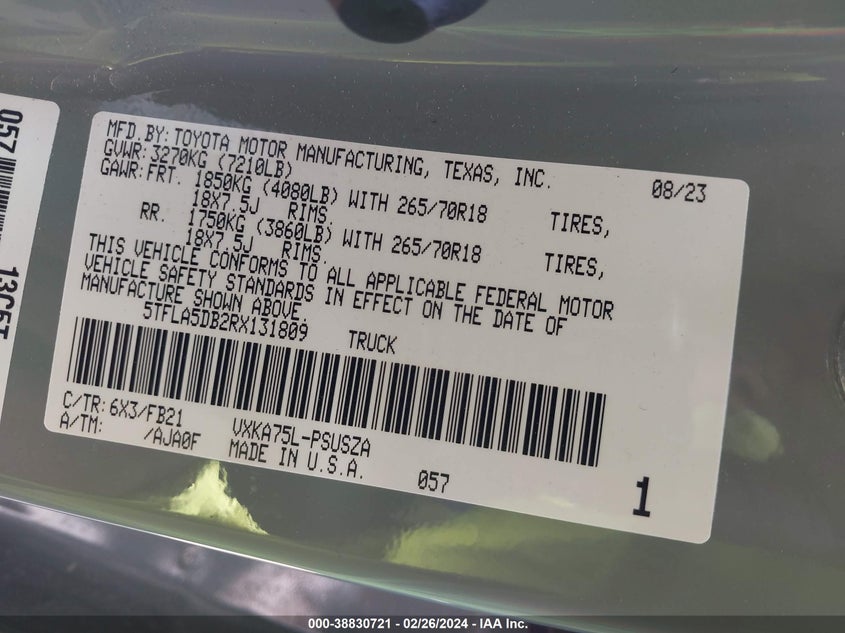 057
13C5T
MFD.BY:TOYOTA MOTOR MANUFACTURING, TEXAS, INC. 08/23
GVWR:3270KG (7210LB)
GAWR:FRT. 1850KG (4080LB) WITH 265/70R18 TIRES,
18X7.5J RIMS,
RR. 1750KG (3860LB) WITH 265/70R18 TIRES,
18X7.5J RIMS.
THIS VEHICLE CONFORMS TO ALL APPLICABLE FEDERAL MOTOR
VEHICLE SAFETY STANDARDS IN EFFECT ON THE DATE OF
MANUFACTURE SHOWN ABOVE.
5TFLA5DB2RX131809 TRUCK
C/TR:6X3/FB21 VXKA75L-PSUSZA
A/TM: /AJA0F MADE IN U.S.A. 057 1
000-38830721 - 02/26/2024 - IAA Inc.